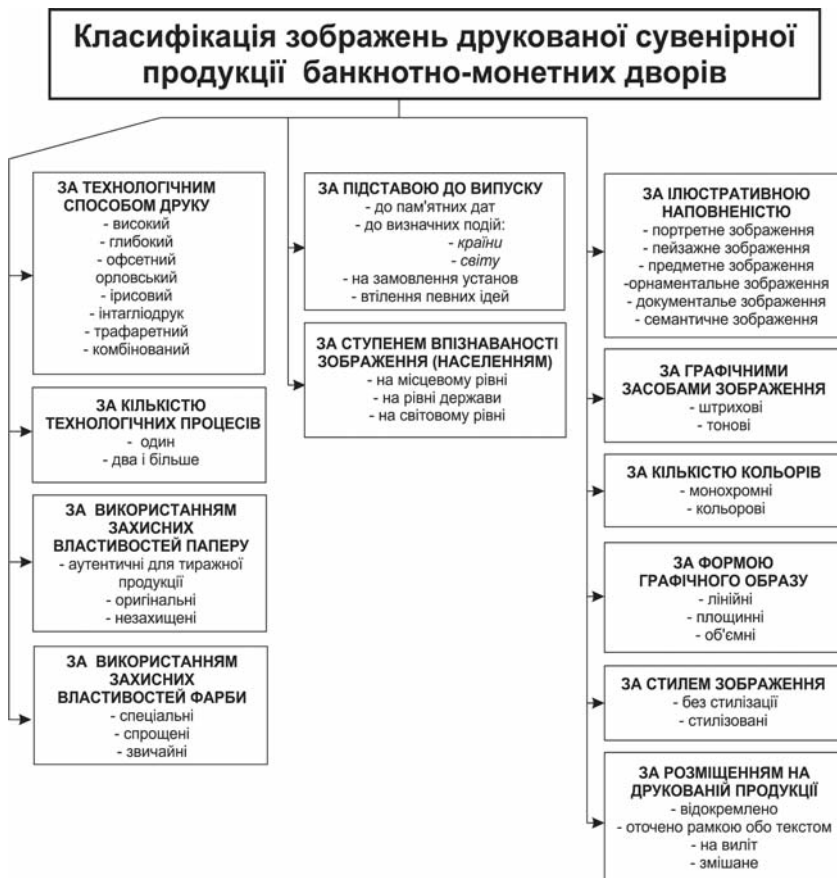 Класифікація зображень друкованої сувенірної
продукції банкнотно-монетних дворів
ЗА ТЕХНОЛОГІЧНИМ
СПОСОБОМ ДРУКУ
- високий
- глибокий
- офсетний
орловський
- ірисовий
- інтагліодрук
- трафаретний
- комбінований
ЗА КІЛЬКІСТЮ
ТЕХНОЛОГІЧНИХ ПРОЦЕСІВ
- один
- два і більше
ЗА ВИКОРИСТАННЯМ
ЗАХИСНИХ
ВЛАСТИВОСТЕЙ ПАПЕРУ
- аутентичні для тиражної
продукції
- оригінальні
- незахищені
ЗА ВИКОРИСТАННЯМ
ЗАХИСНИХ
ВЛАСТИВОСТЕЙ ФАРБИ
- спеціальні
- спрощені
- звичайні
ЗА ПІДСТАВОЮ ДО ВИПУСКУ
- до пам'ятних дат
- до визначних подій:
- країни
- світу
- на замовлення установ
- втілення певних ідей
ЗА СТУПЕНЕМ ВПІЗНАВАНОСТІ
ЗОБРАЖЕННЯ (НАСЕЛЕННЯМ)
- на місцевому рівні
- на рівні держави
- на світовому рівні
ЗА ІЛЮСТРАТИВНОЮ
НАПОВНЕНІСТЮ
- портретне зображення
- пейзажне зображення
- предметне зображення
-орнаментальне зображення
- документалье зображення
- семантичне зображення
ЗА ГРАФІЧНИМИ
ЗАСОБАМИ ЗОБРАЖЕННЯ
- штрихові
- тонові
ЗА КІЛЬКІСТЮ КОЛЬОРІВ
- монохромні
- кольорові
ЗА ФОРМОЮ
ГРАФІЧНОГО ОБРАЗУ
- лінійні
- площинні
- об'ємні
ЗА СТИЛЕМ ЗОБРАЖЕННЯ
- без стилізації
- стилізовані
ЗА РОЗМІЩЕННЯМ НА
ДРУКОВАНІЙ ПРОДУКЦІЇ
- відокремлено
- оточено рамкою обо текстом
- на виліт
- змішане